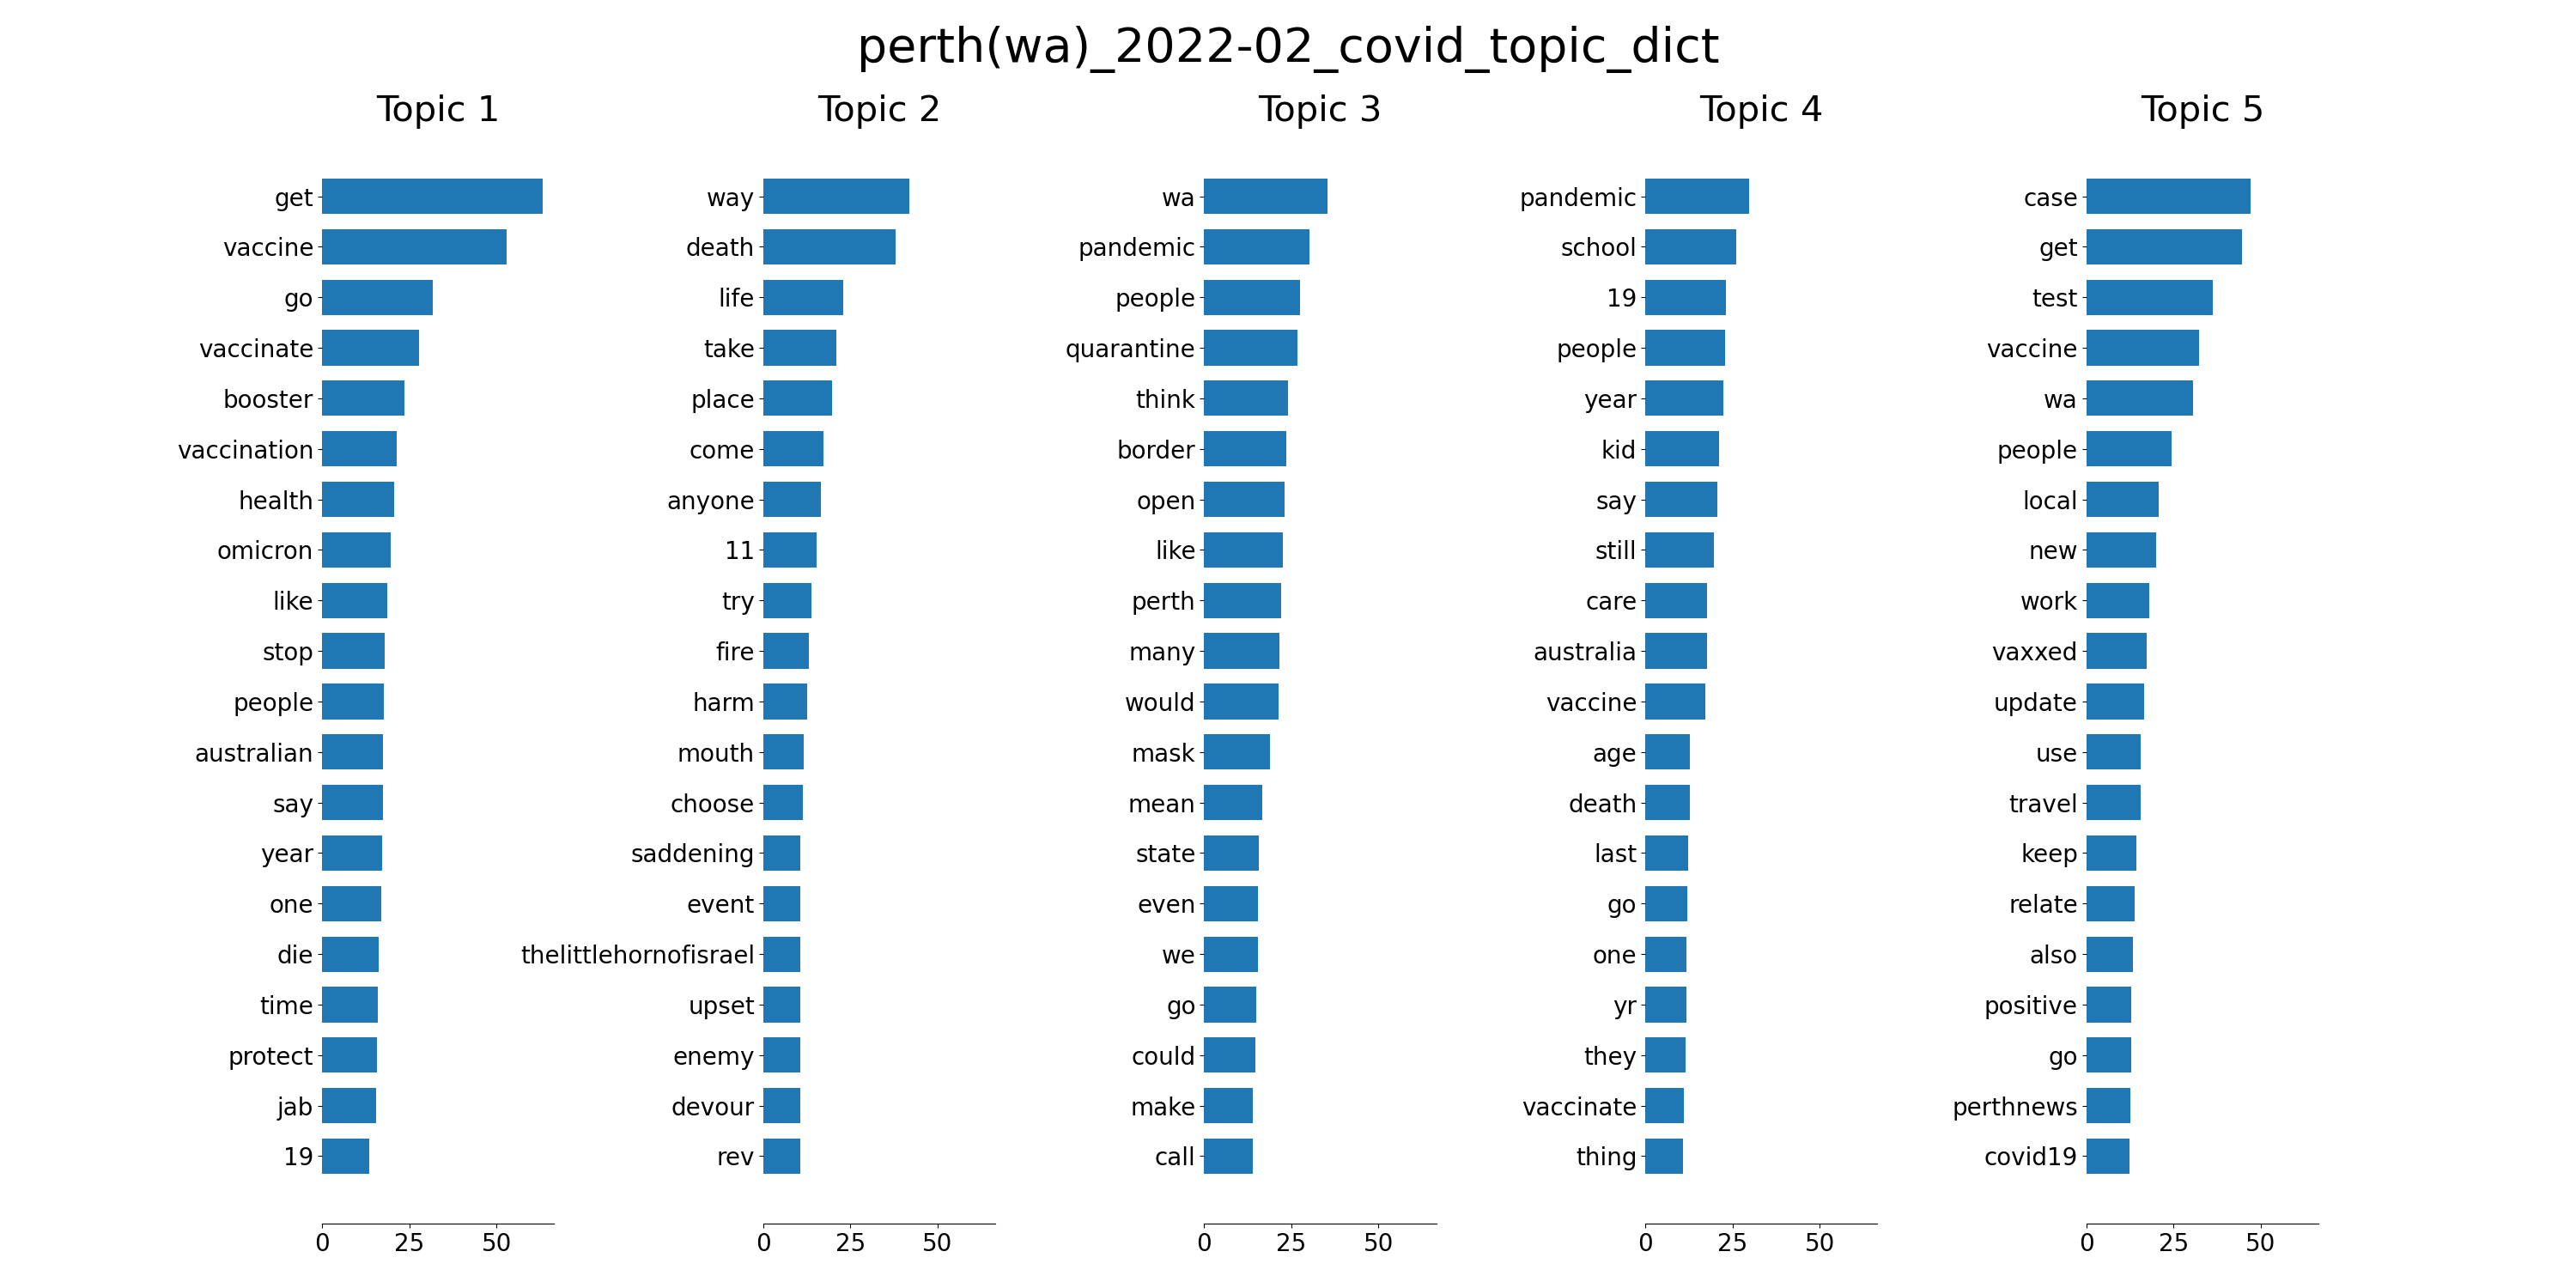 perth(wa)_2022-02_covid_topic_dict
Topic 1
get
vaccine
go
vaccinate
booster
vaccination
health
omicron
like
stop
people
australian
say
year
one
die
time
protect
jab
19
0 25 50
Topic 2
way
death
life
take
place
come
anyone
11
try
fire
harm
mouth
choose
saddening
event
thelittlehornofisrael
upset
enemy
devour
rev
0 25 50
Topic 3
wa
pandemic
people
quarantine
think
border
open
like
perth
many
would
mask
mean
state
even
we
go
could
make
call
0 25 50
Topic 4
pandemic
school
19
people
year
kid
say
still
care
australia
vaccine
age
death
last
go
one
yr
they
vaccinate
thing
0 25 50
Topic 5
case
get
test
vaccine
wa
people
local
new
work
vaxxed
update
use
travel
keep
relate
also
positive
go
perthnews
covid19
0 25 50